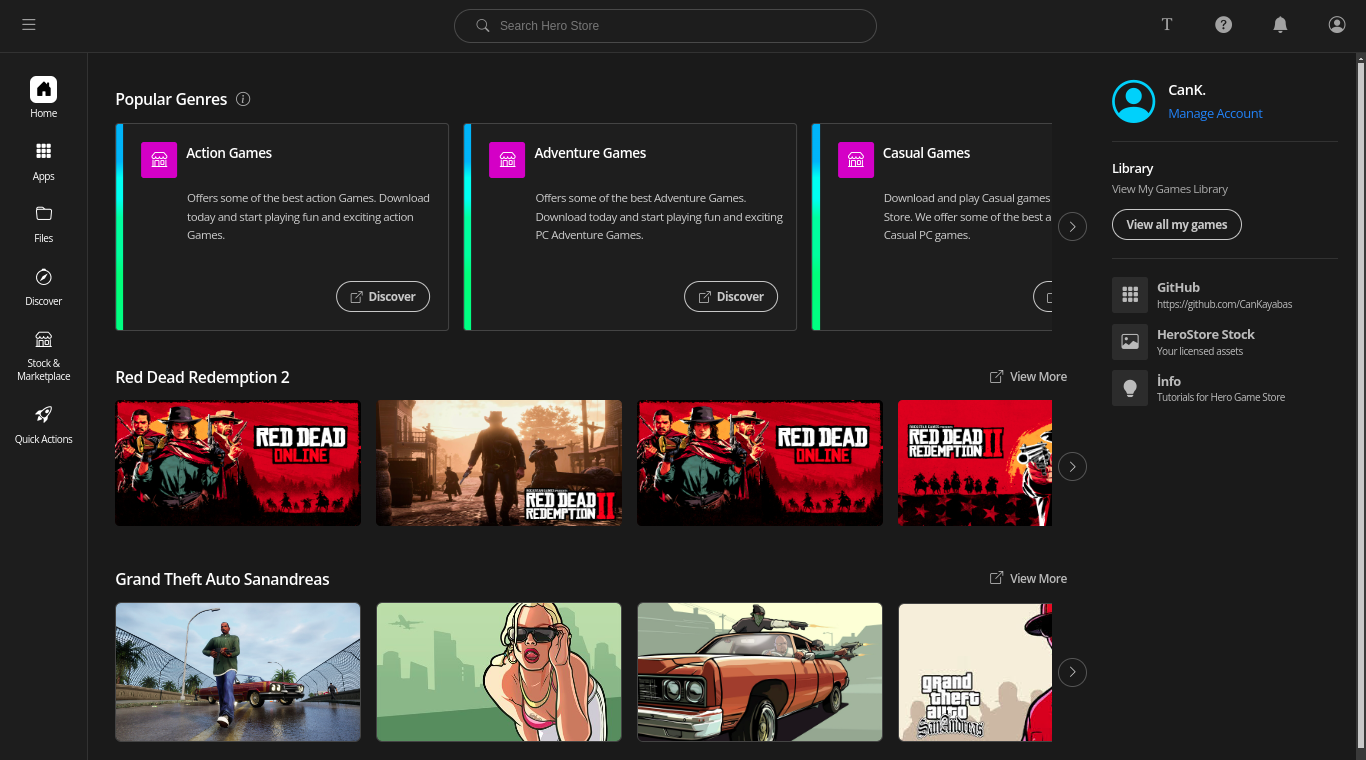 Search Hero Store
T
?
Home
Apps
Files
Discover
Stock &
Marketplace
Quick Actions
Popular Genres
Action Games
Offers some of the best action Games. Download
today and start playing fun and exciting action
Games.
Discover
Adventure Games
Offers some of the best Adventure Games.
Download today and start playing fun and exciting
PC Adventure Games.
Discover
Casual Games
Download and play Casual games
Store. We offer some of the best a
Casual PC games.
Red Dead Redemption 2
View More
RED DEAD
ONLINE
RED DEAD
REDEMPTION II
RED DEAD
ONLINE
RED DEAD
REDEMPTION II
Grand Theft Auto Sanandreas
View More
grand
theft
auto
San Andreas
CanK.
Manage Account
Library
View My Games Library
View all my games
GitHub
https://github.com/CanKayabas
HeroStore Stock
Your licensed assets
İnfo
Tutorials for Hero Game Store